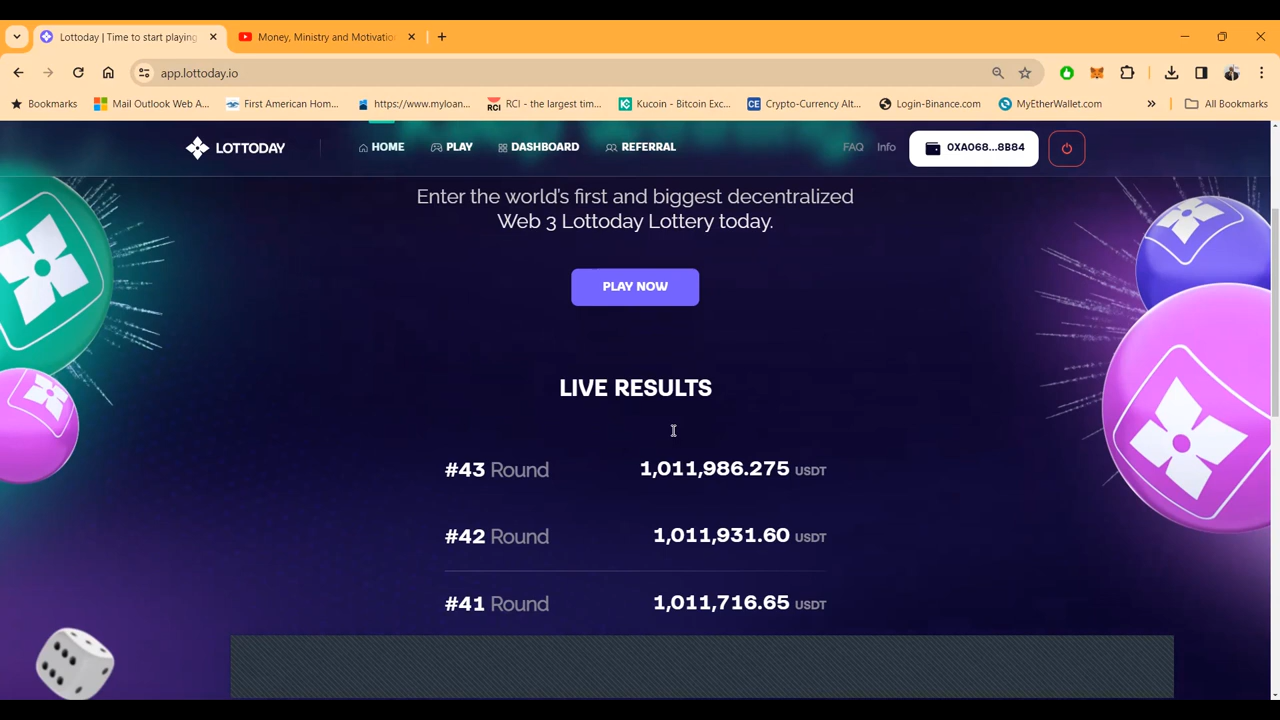 Lottoday | Time to start playing
Money, Ministry and Motivatio
app.lottoday.io
Bookmarks
Mail Outlook Web A...
First American Hom...
https://www.myloan...
RCI - the largest tim...
Kucoin - Bitcoin Exc...
Crypto-Currency Alt...
Login-Binance.com
MyEtherWallet.com
All Bookmarks
LOTTODAY
HOME
PLAY
DASHBOARD
REFERRAL
FAQ
Info
0XA068...8B84
Enter the world's first and biggest decentralized
Web 3 Lottoday Lottery today.
PLAY NOW
LIVE RESULTS
#43 Round 1,011,986.275 USDT
#42 Round 1,011,931.60 USDT
#41 Round 1,011,716.65 USDT